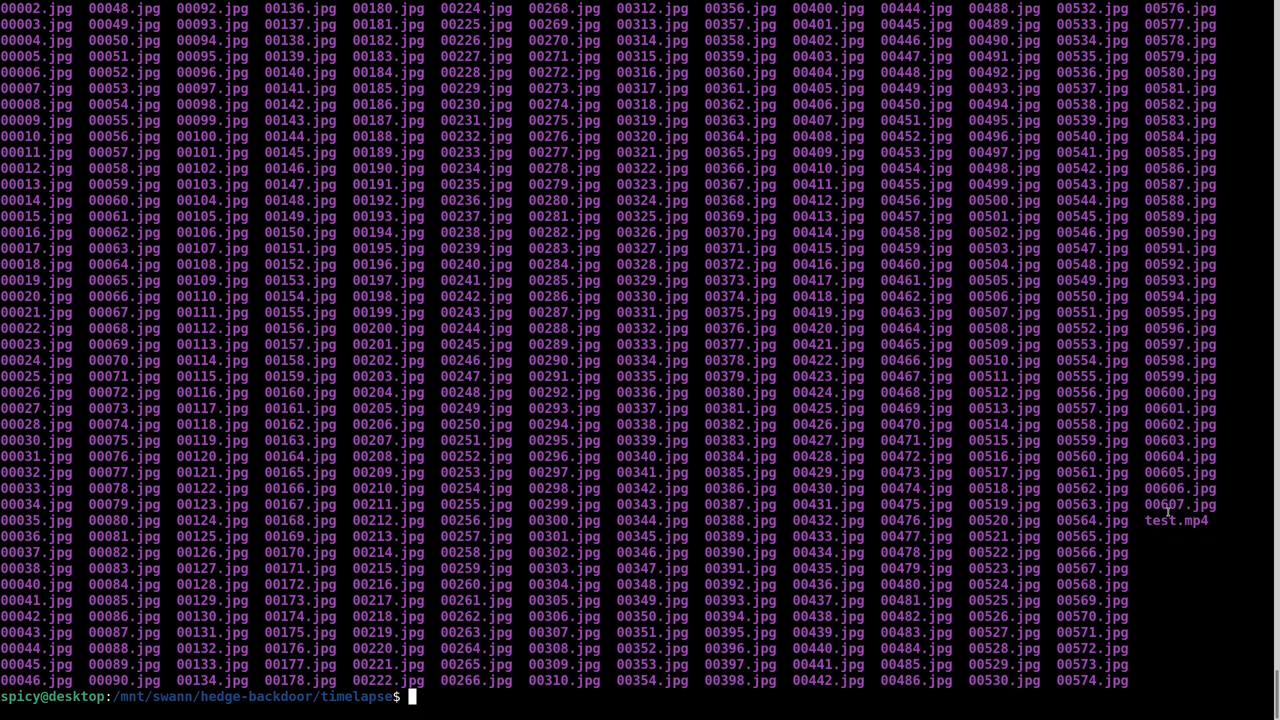 00002.jpg 00048.jpg 00092.jpg 00136.jpg 00180.jpg 00224.jpg 00268.jpg 00312.jpg 00356.jpg 00400.jpg 00444.jpg 00488.jpg 00532.jpg 00576.jpg
00003.jpg 00049.jpg 00093.jpg 00137.jpg 00181.jpg 00225.jpg 00269.jpg 00313.jpg 00357.jpg 00401.jpg 00445.jpg 00489.jpg 00533.jpg 00577.jpg
00004.jpg 00050.jpg 00094.jpg 00138.jpg 00182.jpg 00226.jpg 00270.jpg 00314.jpg 00358.jpg 00402.jpg 00446.jpg 00490.jpg 00534.jpg 00578.jpg
00005.jpg 00051.jpg 00095.jpg 00139.jpg 00183.jpg 00227.jpg 00271.jpg 00315.jpg 00359.jpg 00403.jpg 00447.jpg 00491.jpg 00535.jpg 00579.jpg
00006.jpg 00052.jpg 00096.jpg 00140.jpg 00184.jpg 00228.jpg 00272.jpg 00316.jpg 00360.jpg 00404.jpg 00448.jpg 00492.jpg 00536.jpg 00580.jpg
00007.jpg 00053.jpg 00097.jpg 00141.jpg 00185.jpg 00229.jpg 00273.jpg 00317.jpg 00361.jpg 00405.jpg 00449.jpg 00493.jpg 00537.jpg 00581.jpg
00008.jpg 00054.jpg 00098.jpg 00142.jpg 00186.jpg 00230.jpg 00274.jpg 00318.jpg 00362.jpg 00406.jpg 00450.jpg 00494.jpg 00538.jpg 00582.jpg
00009.jpg 00055.jpg 00099.jpg 00143.jpg 00187.jpg 00231.jpg 00275.jpg 00319.jpg 00363.jpg 00407.jpg 00451.jpg 00495.jpg 00539.jpg 00583.jpg
00010.jpg 00056.jpg 00100.jpg 00144.jpg 00188.jpg 00232.jpg 00276.jpg 00320.jpg 00364.jpg 00408.jpg 00452.jpg 00496.jpg 00540.jpg 00584.jpg
00011.jpg 00057.jpg 00101.jpg 00145.jpg 00189.jpg 00233.jpg 00277.jpg 00321.jpg 00365.jpg 00409.jpg 00453.jpg 00497.jpg 00541.jpg 00585.jpg
00012.jpg 00058.jpg 00102.jpg 00146.jpg 00190.jpg 00234.jpg 00278.jpg 00322.jpg 00366.jpg 00410.jpg 00454.jpg 00498.jpg 00542.jpg 00586.jpg
00013.jpg 00059.jpg 00103.jpg 00147.jpg 00191.jpg 00235.jpg 00279.jpg 00323.jpg 00367.jpg 00411.jpg 00455.jpg 00499.jpg 00543.jpg 00587.jpg
00014.jpg 00060.jpg 00104.jpg 00148.jpg 00192.jpg 00236.jpg 00280.jpg 00324.jpg 00368.jpg 00412.jpg 00456.jpg 00500.jpg 00544.jpg 00588.jpg
00015.jpg 00061.jpg 00105.jpg 00149.jpg 00193.jpg 00237.jpg 00281.jpg 00325.jpg 00369.jpg 00413.jpg 00457.jpg 00501.jpg 00545.jpg 00589.jpg
00016.jpg 00062.jpg 00106.jpg 00150.jpg 00194.jpg 00238.jpg 00282.jpg 00326.jpg 00370.jpg 00414.jpg 00458.jpg 00502.jpg 00546.jpg 00590.jpg
00017.jpg 00063.jpg 00107.jpg 00151.jpg 00195.jpg 00239.jpg 00283.jpg 00327.jpg 00371.jpg 00415.jpg 00459.jpg 00503.jpg 00547.jpg 00591.jpg
00018.jpg 00064.jpg 00108.jpg 00152.jpg 00196.jpg 00240.jpg 00284.jpg 00328.jpg 00372.jpg 00416.jpg 00460.jpg 00504.jpg 00548.jpg 00592.jpg
00019.jpg 00065.jpg 00109.jpg 00153.jpg 00197.jpg 00241.jpg 00285.jpg 00329.jpg 00373.jpg 00417.jpg 00461.jpg 00505.jpg 00549.jpg 00593.jpg
00020.jpg 00066.jpg 00110.jpg 00154.jpg 00198.jpg 00242.jpg 00286.jpg 00330.jpg 00374.jpg 00418.jpg 00462.jpg 00506.jpg 00550.jpg 00594.jpg
00021.jpg 00067.jpg 00111.jpg 00155.jpg 00199.jpg 00243.jpg 00287.jpg 00331.jpg 00375.jpg 00419.jpg 00463.jpg 00507.jpg 00551.jpg 00595.jpg
00022.jpg 00068.jpg 00112.jpg 00156.jpg 00200.jpg 00244.jpg 00288.jpg 00332.jpg 00376.jpg 00420.jpg 00464.jpg 00508.jpg 00552.jpg 00596.jpg
00023.jpg 00069.jpg 00113.jpg 00157.jpg 00201.jpg 00245.jpg 00289.jpg 00333.jpg 00377.jpg 00421.jpg 00465.jpg 00509.jpg 00553.jpg 00597.jpg
00024.jpg 00070.jpg 00114.jpg 00158.jpg 00202.jpg 00246.jpg 00290.jpg 00334.jpg 00378.jpg 00422.jpg 00466.jpg 00510.jpg 00554.jpg 00598.jpg
00025.jpg 00071.jpg 00115.jpg 00159.jpg 00203.jpg 00247.jpg 00291.jpg 00335.jpg 00379.jpg 00423.jpg 00467.jpg 00511.jpg 00555.jpg 00599.jpg
00026.jpg 00072.jpg 00116.jpg 00160.jpg 00204.jpg 00248.jpg 00292.jpg 00336.jpg 00380.jpg 00424.jpg 00468.jpg 00512.jpg 00556.jpg 00600.jpg
00027.jpg 00073.jpg 00117.jpg 00161.jpg 00205.jpg 00249.jpg 00293.jpg 00337.jpg 00381.jpg 00425.jpg 00469.jpg 00513.jpg 00557.jpg 00601.jpg
00028.jpg 00074.jpg 00118.jpg 00162.jpg 00206.jpg 00250.jpg 00294.jpg 00338.jpg 00382.jpg 00426.jpg 00470.jpg 00514.jpg 00558.jpg 00602.jpg
00030.jpg 00075.jpg 00119.jpg 00163.jpg 00207.jpg 00251.jpg 00295.jpg 00339.jpg 00383.jpg 00427.jpg 00471.jpg 00515.jpg 00559.jpg 00603.jpg
00031.jpg 00076.jpg 00120.jpg 00164.jpg 00208.jpg 00252.jpg 00296.jpg 00340.jpg 00384.jpg 00428.jpg 00472.jpg 00516.jpg 00560.jpg 00604.jpg
00032.jpg 00077.jpg 00121.jpg 00165.jpg 00209.jpg 00253.jpg 00297.jpg 00341.jpg 00385.jpg 00429.jpg 00473.jpg 00517.jpg 00561.jpg 00605.jpg
00033.jpg 00078.jpg 00122.jpg 00166.jpg 00210.jpg 00254.jpg 00298.jpg 00342.jpg 00386.jpg 00430.jpg 00474.jpg 00518.jpg 00562.jpg 00606.jpg
00034.jpg 00079.jpg 00123.jpg 00167.jpg 00211.jpg 00255.jpg 00299.jpg 00343.jpg 00387.jpg 00431.jpg 00475.jpg 00519.jpg 00563.jpg 00607.jpg
00035.jpg 00080.jpg 00124.jpg 00168.jpg 00212.jpg 00256.jpg 00300.jpg 00344.jpg 00388.jpg 00432.jpg 00476.jpg 00520.jpg 00564.jpg test.mp4
00036.jpg 00081.jpg 00125.jpg 00169.jpg 00213.jpg 00257.jpg 00301.jpg 00345.jpg 00389.jpg 00433.jpg 00477.jpg 00521.jpg 00565.jpg
00037.jpg 00082.jpg 00126.jpg 00170.jpg 00214.jpg 00258.jpg 00302.jpg 00346.jpg 00390.jpg 00434.jpg 00478.jpg 00522.jpg 00566.jpg
00038.jpg 00083.jpg 00127.jpg 00171.jpg 00215.jpg 00259.jpg 00303.jpg 00347.jpg 00391.jpg 00435.jpg 00479.jpg 00523.jpg 00567.jpg
00040.jpg 00084.jpg 00128.jpg 00172.jpg 00216.jpg 00260.jpg 00304.jpg 00348.jpg 00392.jpg 00436.jpg 00480.jpg 00524.jpg 00568.jpg
00041.jpg 00085.jpg 00129.jpg 00173.jpg 00217.jpg 00261.jpg 00305.jpg 00349.jpg 00393.jpg 00437.jpg 00481.jpg 00525.jpg 00569.jpg
00042.jpg 00086.jpg 00130.jpg 00174.jpg 00218.jpg 00262.jpg 00306.jpg 00350.jpg 00394.jpg 00438.jpg 00482.jpg 00526.jpg 00570.jpg
00043.jpg 00087.jpg 00131.jpg 00175.jpg 00219.jpg 00263.jpg 00307.jpg 00351.jpg 00395.jpg 00439.jpg 00483.jpg 00527.jpg 00571.jpg
00044.jpg 00088.jpg 00132.jpg 00176.jpg 00220.jpg 00264.jpg 00308.jpg 00352.jpg 00396.jpg 00440.jpg 00484.jpg 00528.jpg 00572.jpg
00045.jpg 00089.jpg 00133.jpg 00177.jpg 00221.jpg 00265.jpg 00309.jpg 00353.jpg 00397.jpg 00441.jpg 00485.jpg 00529.jpg 00573.jpg
00046.jpg 00090.jpg 00134.jpg 00178.jpg 00222.jpg 00266.jpg 00310.jpg 00354.jpg 00398.jpg 00442.jpg 00486.jpg 00530.jpg 00574.jpg
spicy@desktop:/mnt/swann/hedge-backdoor/timelapse$